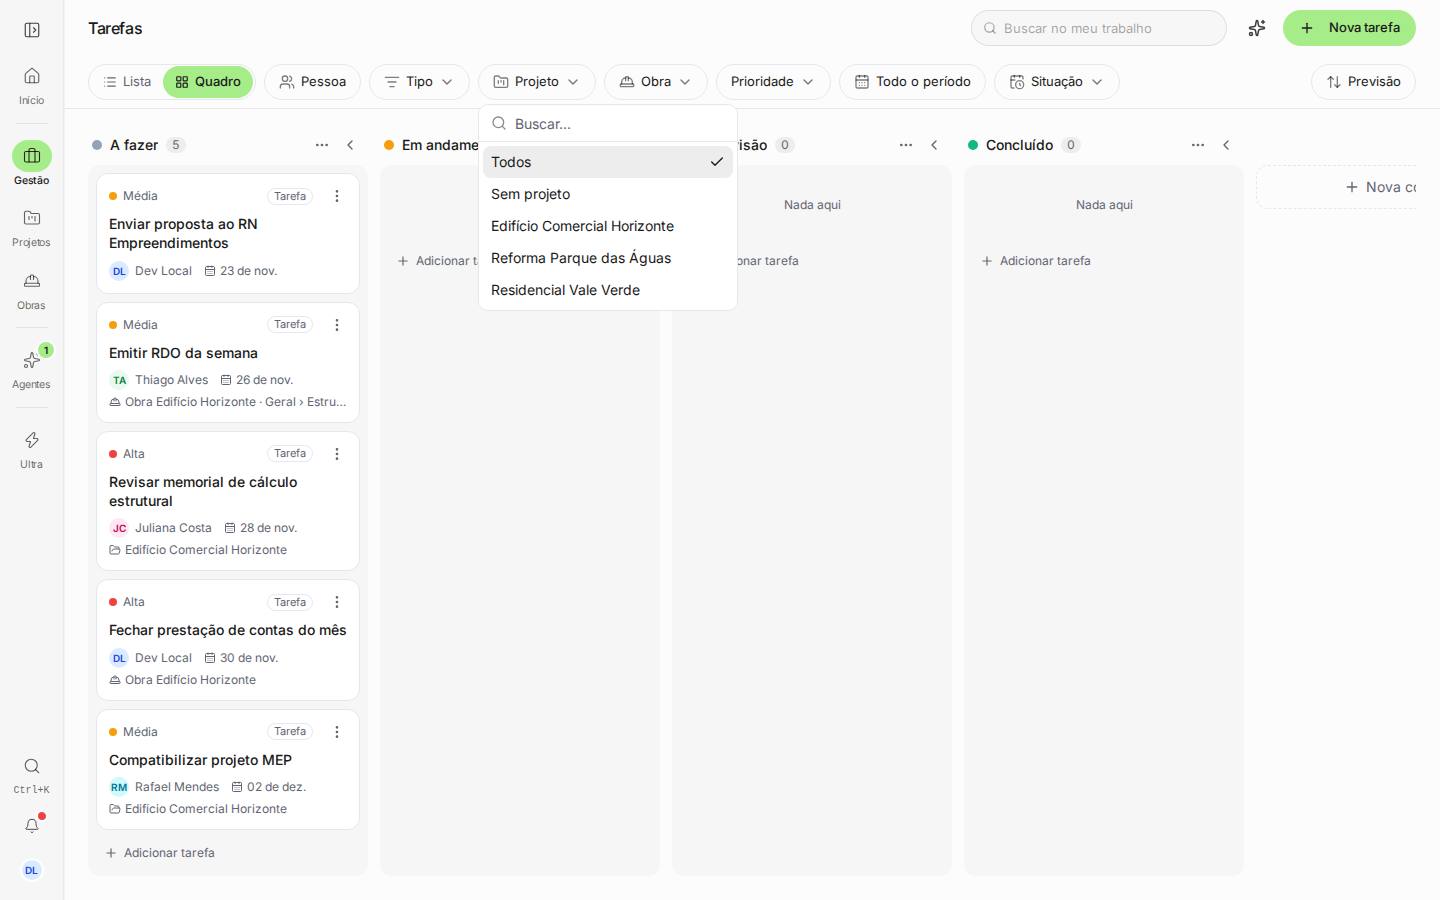 Tarefas
Buscar no meu trabalho
Nova tarefa
Lista
Quadro
Pessoa
Tipo
Projeto
Obra
Prioridade
Todo o período
Situação
Previsão
Início
Gestão
Projetos
Obras
1
Agentes
Ultra
Ctrl+K
DL
A fazer 5
Média
Tarefa
Enviar proposta ao RN
Empreendimentos
DL Dev Local 23 de nov.
Média
Tarefa
Emitir RDO da semana
TA Thiago Alves 26 de nov.
Obra Edifício Horizonte · Geral › Estru...
Alta
Tarefa
Revisar memorial de cálculo
estrutural
JC Juliana Costa 28 de nov.
Edifício Comercial Horizonte
Alta
Tarefa
Fechar prestação de contas do mês
DL Dev Local 30 de nov.
Obra Edifício Horizonte
Média
Tarefa
Compatibilizar projeto MEP
RM Rafael Mendes 02 de dez.
Edifício Comercial Horizonte
Adicionar tarefa
Em andame
Adicionar t
Buscar...
Todos
Sem projeto
Edifício Comercial Horizonte
Reforma Parque das Águas
Residencial Vale Verde
isão 0
Nada aqui
onar tarefa
Concluído 0
Nada aqui
Adicionar tarefa
Nova co